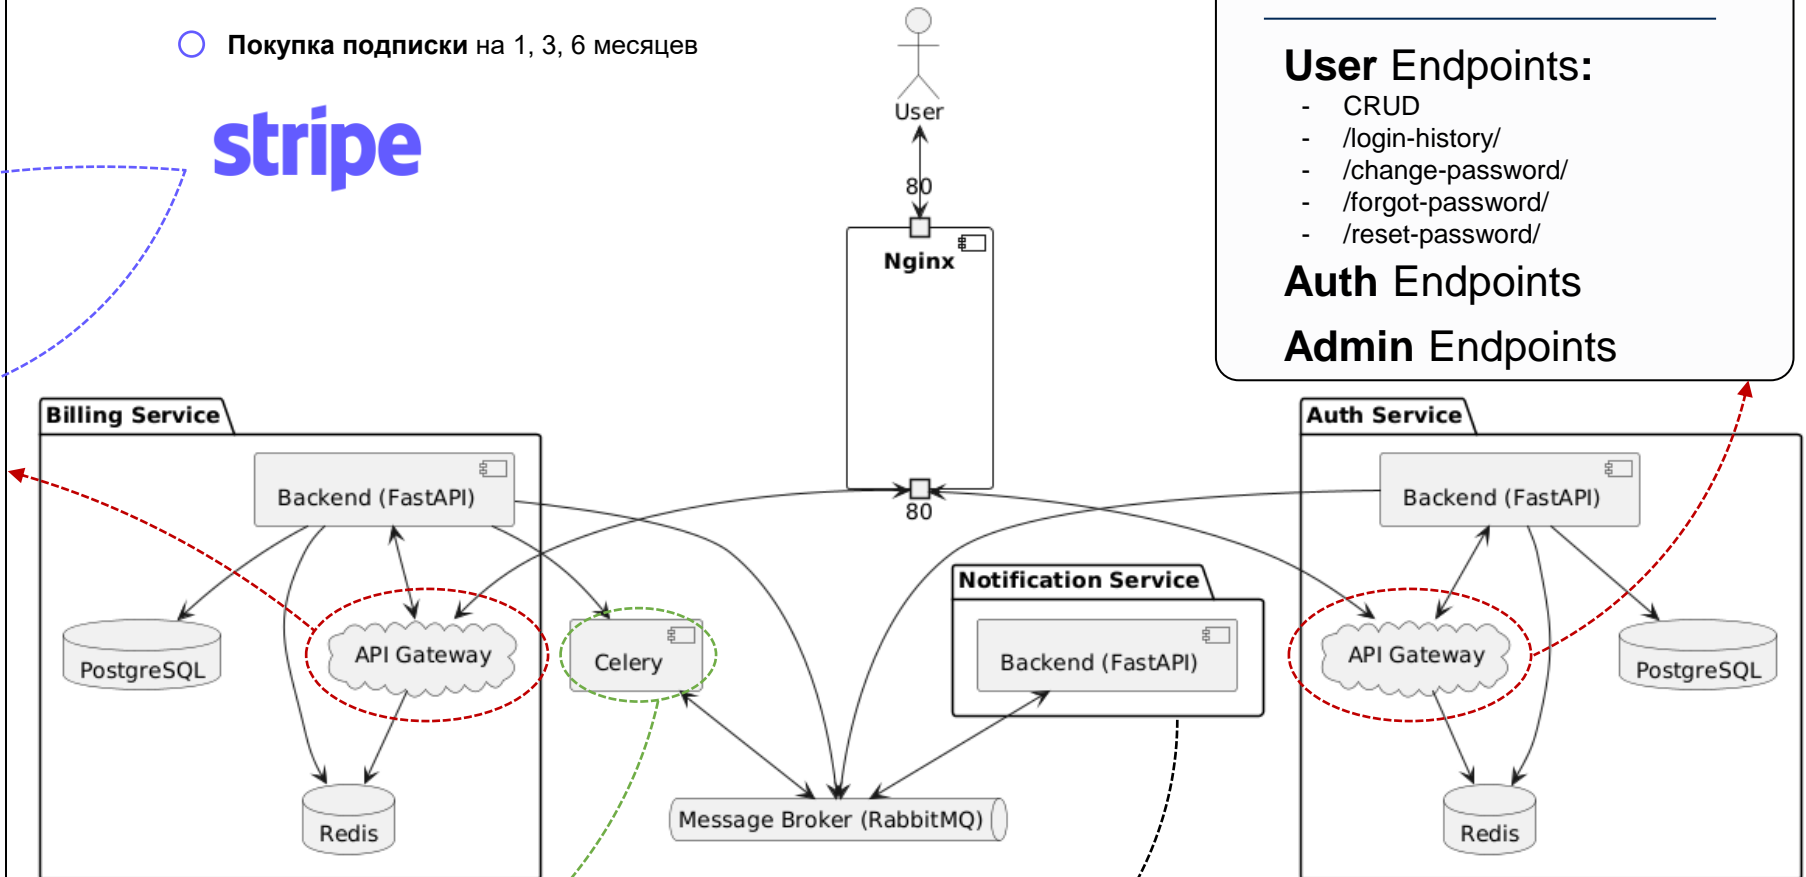 Покупка подписки на 1, 3, 6 месяцев
stripe
User
80
Nginx
80
User Endpoints:
- CRUD
- /login-history/
- /change-password/
- /forgot-password/
- /reset-password/
Auth Endpoints
Admin Endpoints
Billing Service
Backend (FastAPI)
PostgreSQL
API Gateway
Redis
Celery
Message Broker (RabbitMQ)
Notification Service
Backend (FastAPI)
Auth Service
Backend (FastAPI)
API Gateway
PostgreSQL
Redis